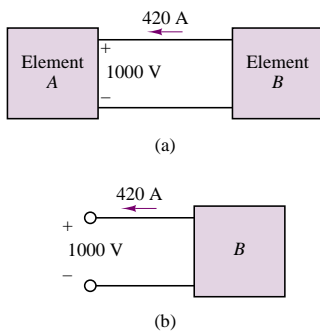 420 A
+
Element
A
1000 V
Element
B
−
(a)
420 A
+
1000 V
B
−
(b)